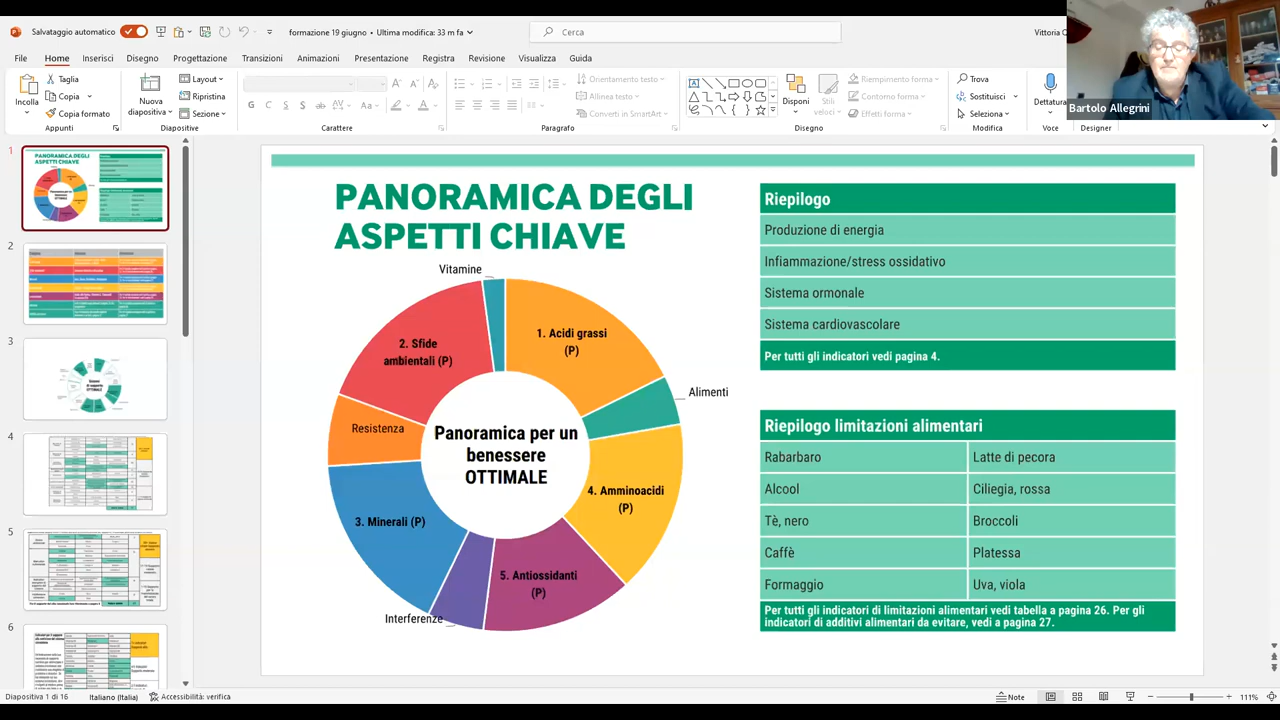 Salvataggio automatico
formazione 19 giugno • Ultima modifica: 33 m fa
Cerca
Vittoria
Bartolo Allegrini
File Home Inserisci Disegno Progettazione Transizioni Animazioni Presentazione Registra Revisione Visualizza Guida
Incolla
Taglia
Copia
Copia formato
Appunti
Nuova
diapositiva
Layout
Ripristina
Sezione
Diapositive
G C S
Carattere
Orientamento testo
Allinea testo
Converti in SmartArt
Paragrafo
Disponi
Stili
veloci
Riempimento forma
Contorno forma
Effetti forma
Disegno
Trova
Sostituisci
Seleziona
Modifica
Dettatura
Voce
Designer
1
2
3
4
5
6
PANORAMICA DEGLI
ASPETTI CHIAVE
Vitamine
1. Acidi grassi
(P)
2. Sfide
ambientali (P)
Alimenti
Resistenza
Panoramica per un
benessere
OTTIMALE
4. Amminoacidi
(P)
3. Minerali (P)
5. Antiossidanti
(P)
Interferenze
Riepilogo
Produzione di energia
Infiammazione/stress ossidativo
Sistema ormonale
Sistema cardiovascolare
Per tutti gli indicatori vedi pagina 4.
Riepilogo limitazioni alimentari
Rabarbaro Latte di pecora
Alcool Ciliegia, rossa
Tè, nero Broccoli
Caffè Platessa
Formaggio Uva, viola
Per tutti gli indicatori di limitazioni alimentari vedi tabella a pagina 26. Per gli
indicatori di additivi alimentari da evitare, vedi a pagina 27.
Diapositiva 1 di 16 Italiano (Italia) Accessibilità: verifica
Note
111%